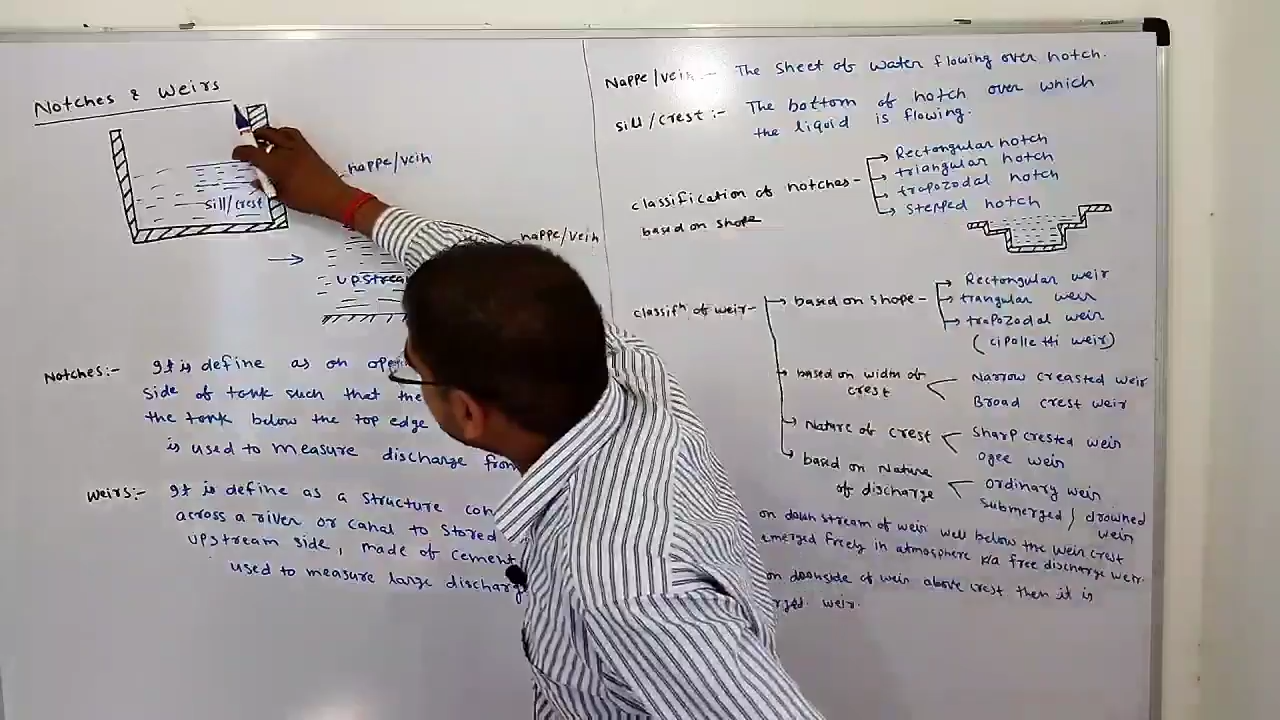 Notches & Weirs
nappe/vein
sill/crest
nappe/vein
upstream
Notches:- It is define as an open
side of tank such that the
the tank below the top edge
is used to measure discharge from
Weirs:- It is define as a structure con
across a river or canal to stored
upstream side, made of cement
used to measure large discharge
Nappe/vein:- The sheet of water flowing over notch.
sill/crest:- The bottom of notch over which
the liquid is flowing.
classification of notches-
based on shape
Rectangular notch
triangular notch
trapozodal notch
stepped notch
classifn of weir-
based on shope-
Rectangular weir
trangular weir
trapozodal weir
(cipolletti weir)
based on width of
crest
Narrow creasted weir
Broad crest weir
Nature of crest
sharp crested weir
ogee weir
based on Nature
of discharge
ordinary weir
submerged/drowned
weir
on down stream of weir will below the weir crest
emerged freely in atmosphere k/a free discharge weir.
on downside of weir above crest then it is
rged weir.